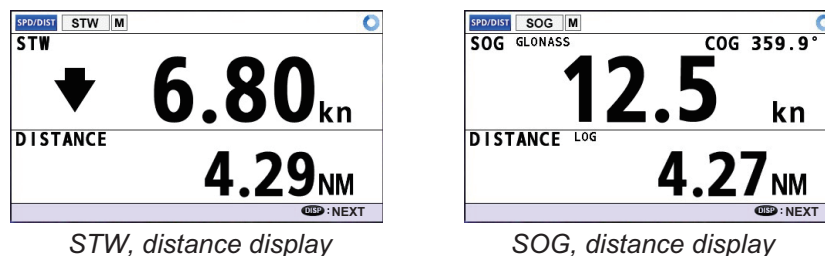 SPD/DIST STW M
STW
6.80kn
DISTANCE
4.29NM
DISP : NEXT
STW, distance display
SPD/DIST SOG M
SOG GLONASS COG 359.9°
12.5 kn
DISTANCE LOG
4.27NM
DISP : NEXT
SOG, distance display